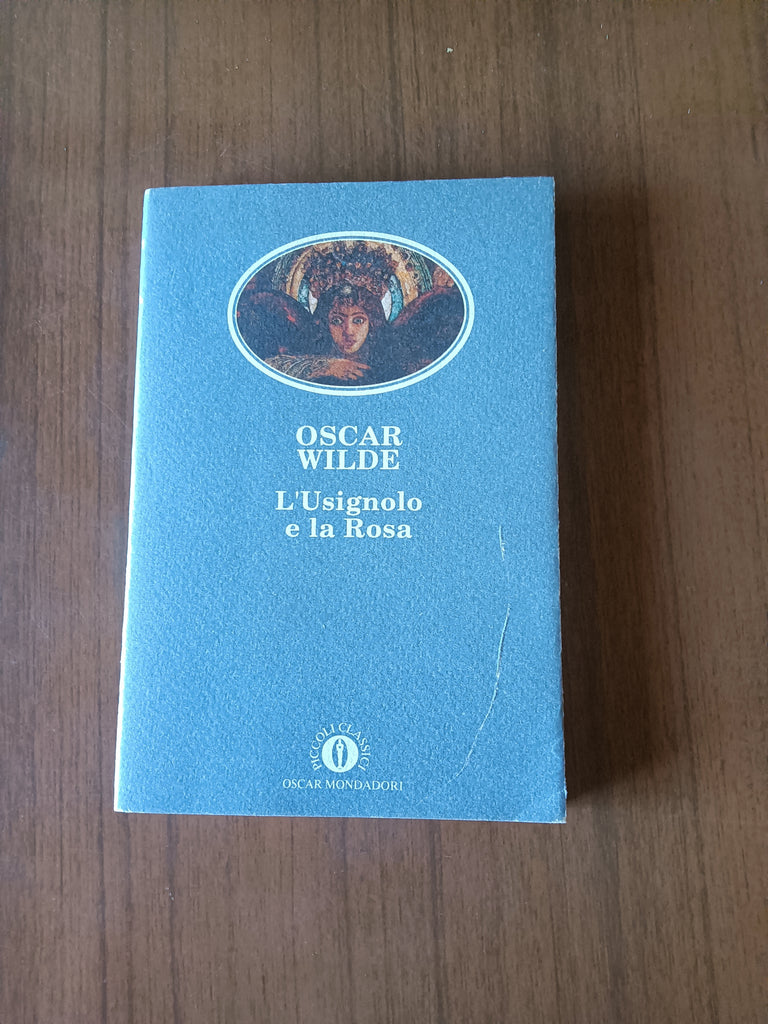 OSCAR
WILDE
L'Usignolo
e la Rosa
PICCOLI CLASSICI
OSCAR MONDADORI